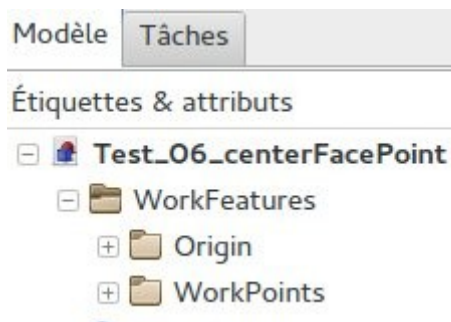 Modèle Tâches
Étiquettes & attributs
Test_06_centerFacePoint
WorkFeatures
Origin
WorkPoints